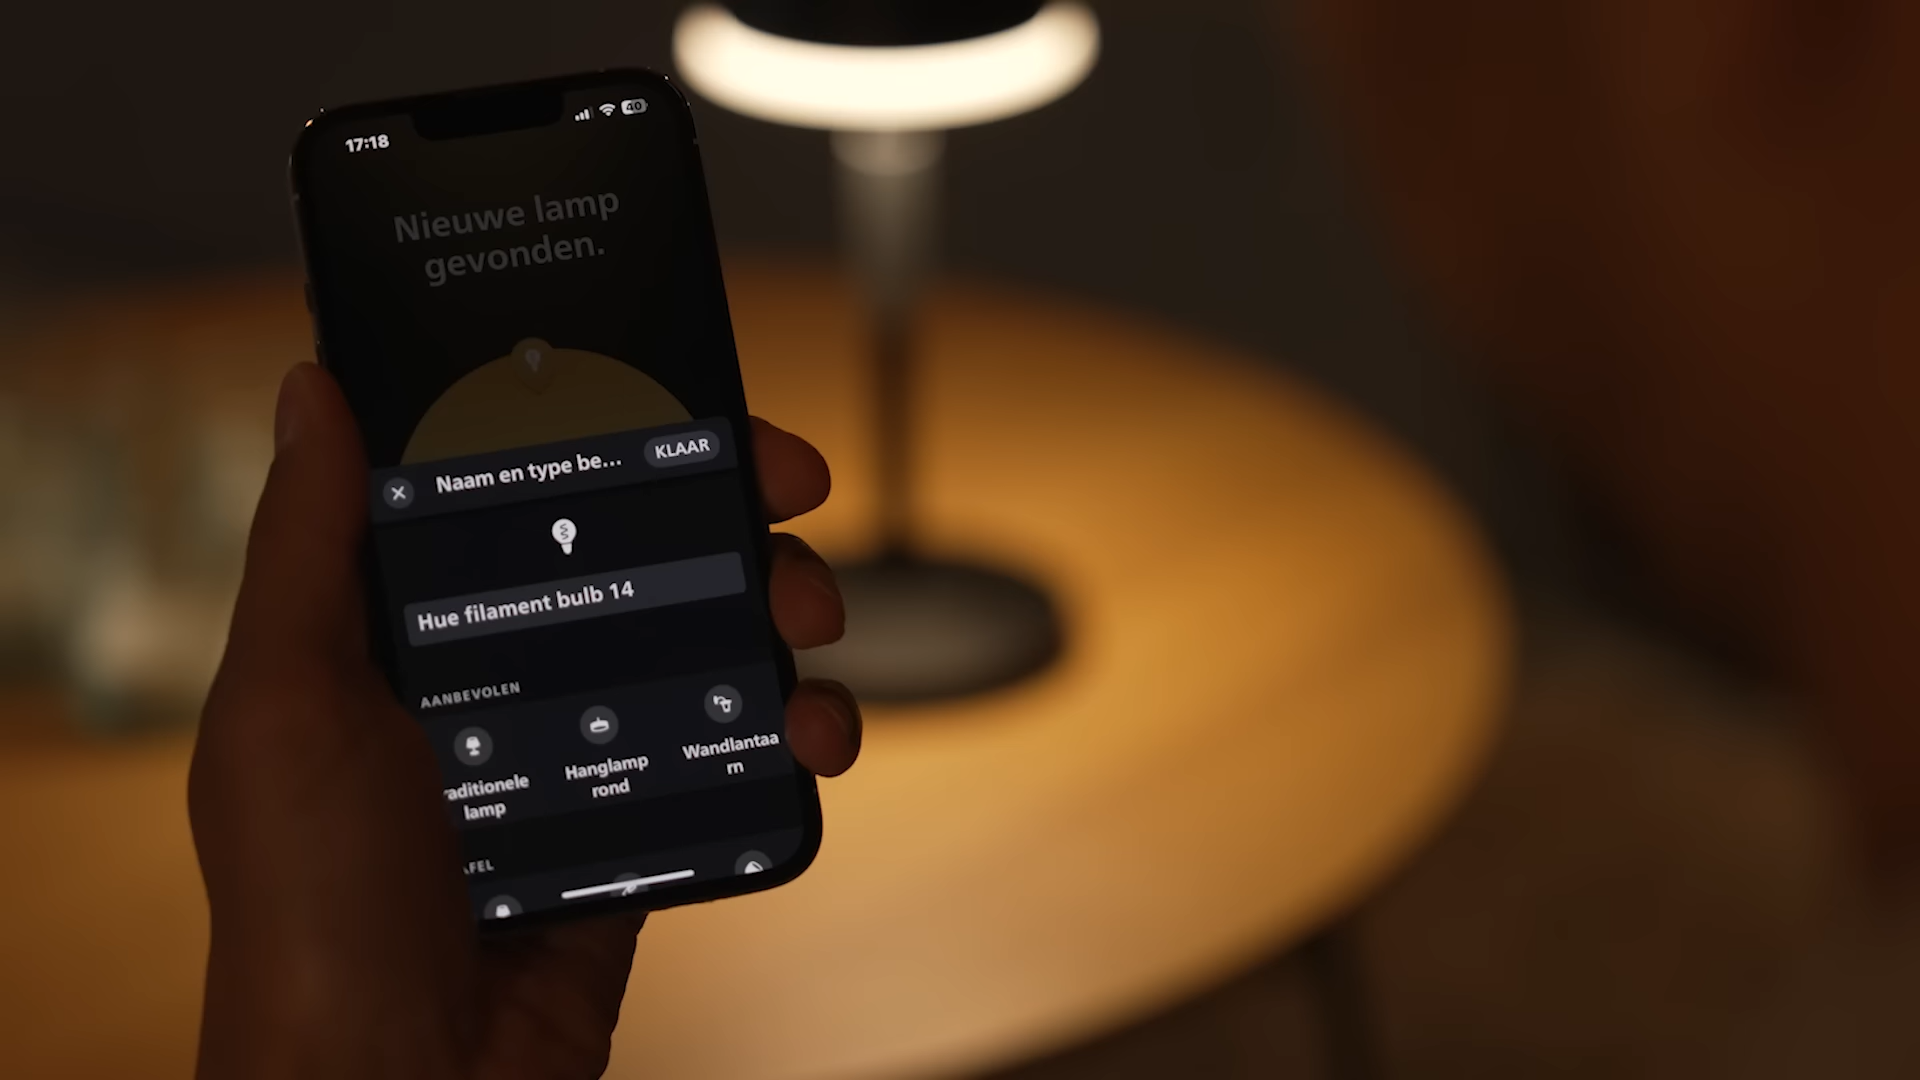 17:18
40
Nieuwe lamp
gevonden.
Naam en type be...
KLAAR
Hue filament bulb 14
AANBEVOLEN
raditionele
lamp
Hanglamp
rond
Wandlantaa
rn
AFEL